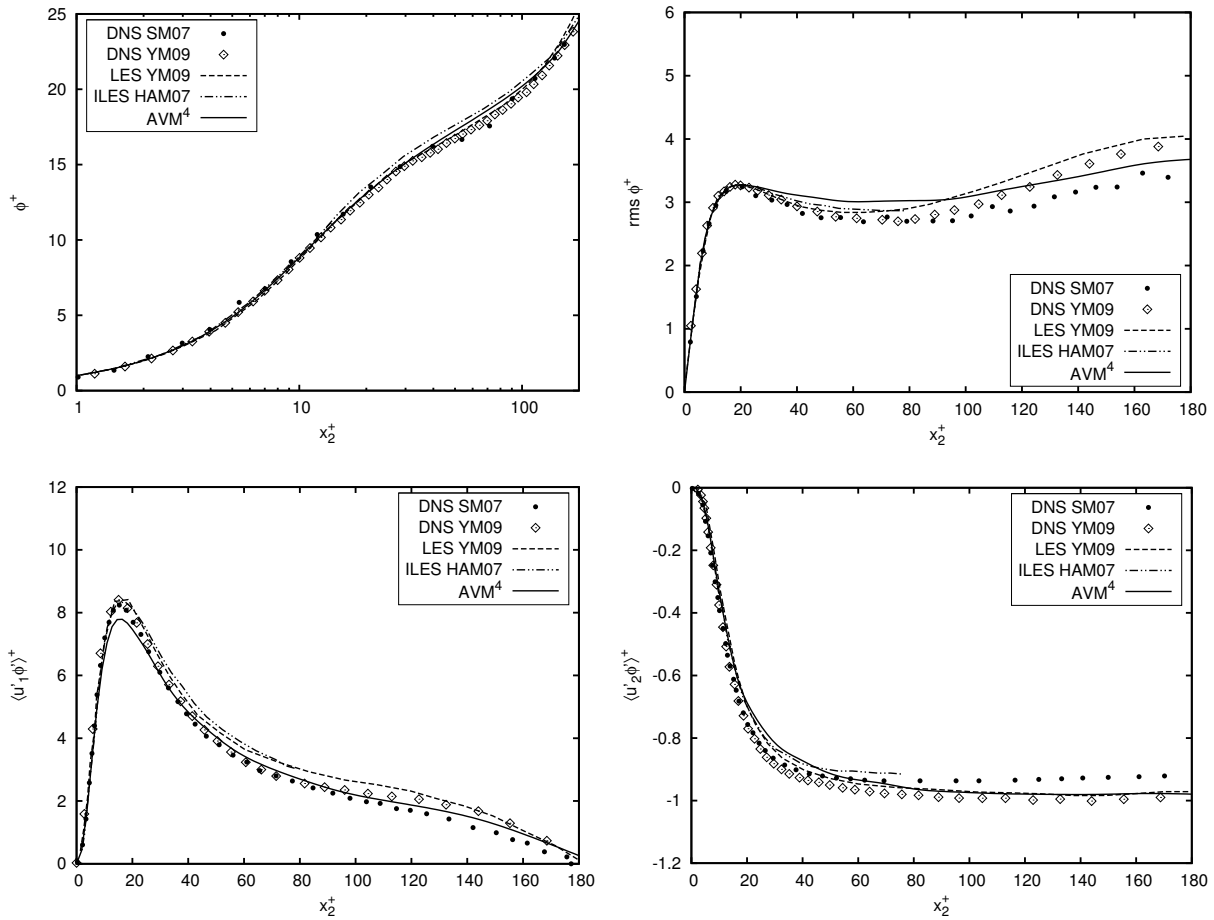 25
20
15
10
5
0
ϕ+
1
10
100
x2+
DNS SM07
DNS YM09
LES YM09
ILES HAM07
AVM4
6
5
4
3
2
1
0
rms ϕ+
0 20 40 60 80 100 120 140 160 180
x2+
DNS SM07
DNS YM09
LES YM09
ILES HAM07
AVM4
12
10
8
6
4
2
0
⟨u'1ϕ'⟩+
0 20 40 60 80 100 120 140 160 180
x2+
DNS SM07
DNS YM09
LES YM09
ILES HAM07
AVM4
0
-0.2
-0.4
-0.6
-0.8
-1
-1.2
⟨u'2ϕ'⟩+
0 20 40 60 80 100 120 140 160 180
x2+
DNS SM07
DNS YM09
LES YM09
ILES HAM07
AVM4